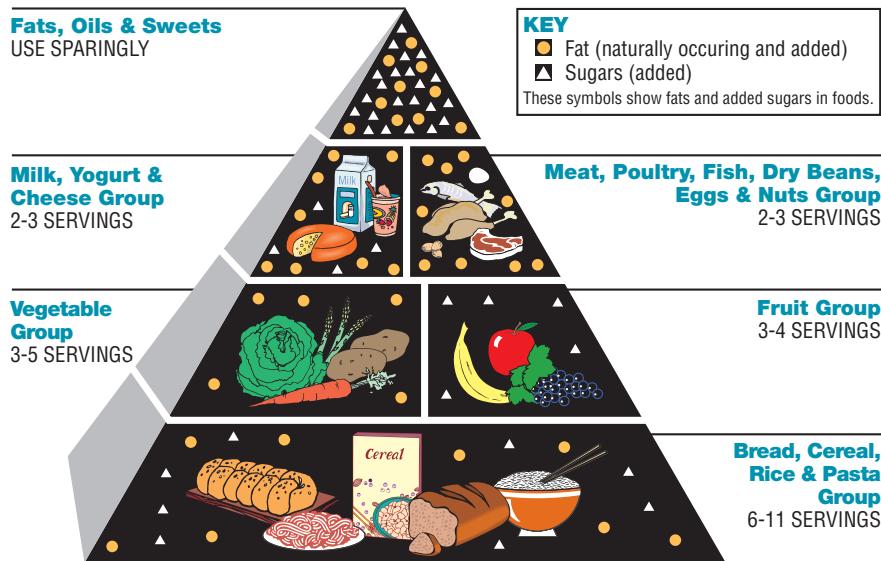 Fats, Oils & Sweets
USE SPARINGLY
KEY
Fat (naturally occuring and added)
Sugars (added)
These symbols show fats and added sugars in foods.
Milk, Yogurt &
Cheese Group
2-3 SERVINGS
Milk
Meat, Poultry, Fish, Dry Beans,
Eggs & Nuts Group
2-3 SERVINGS
Vegetable
Group
3-5 SERVINGS
Fruit Group
3-4 SERVINGS
Cereal
Bread, Cereal,
Rice & Pasta
Group
6-11 SERVINGS